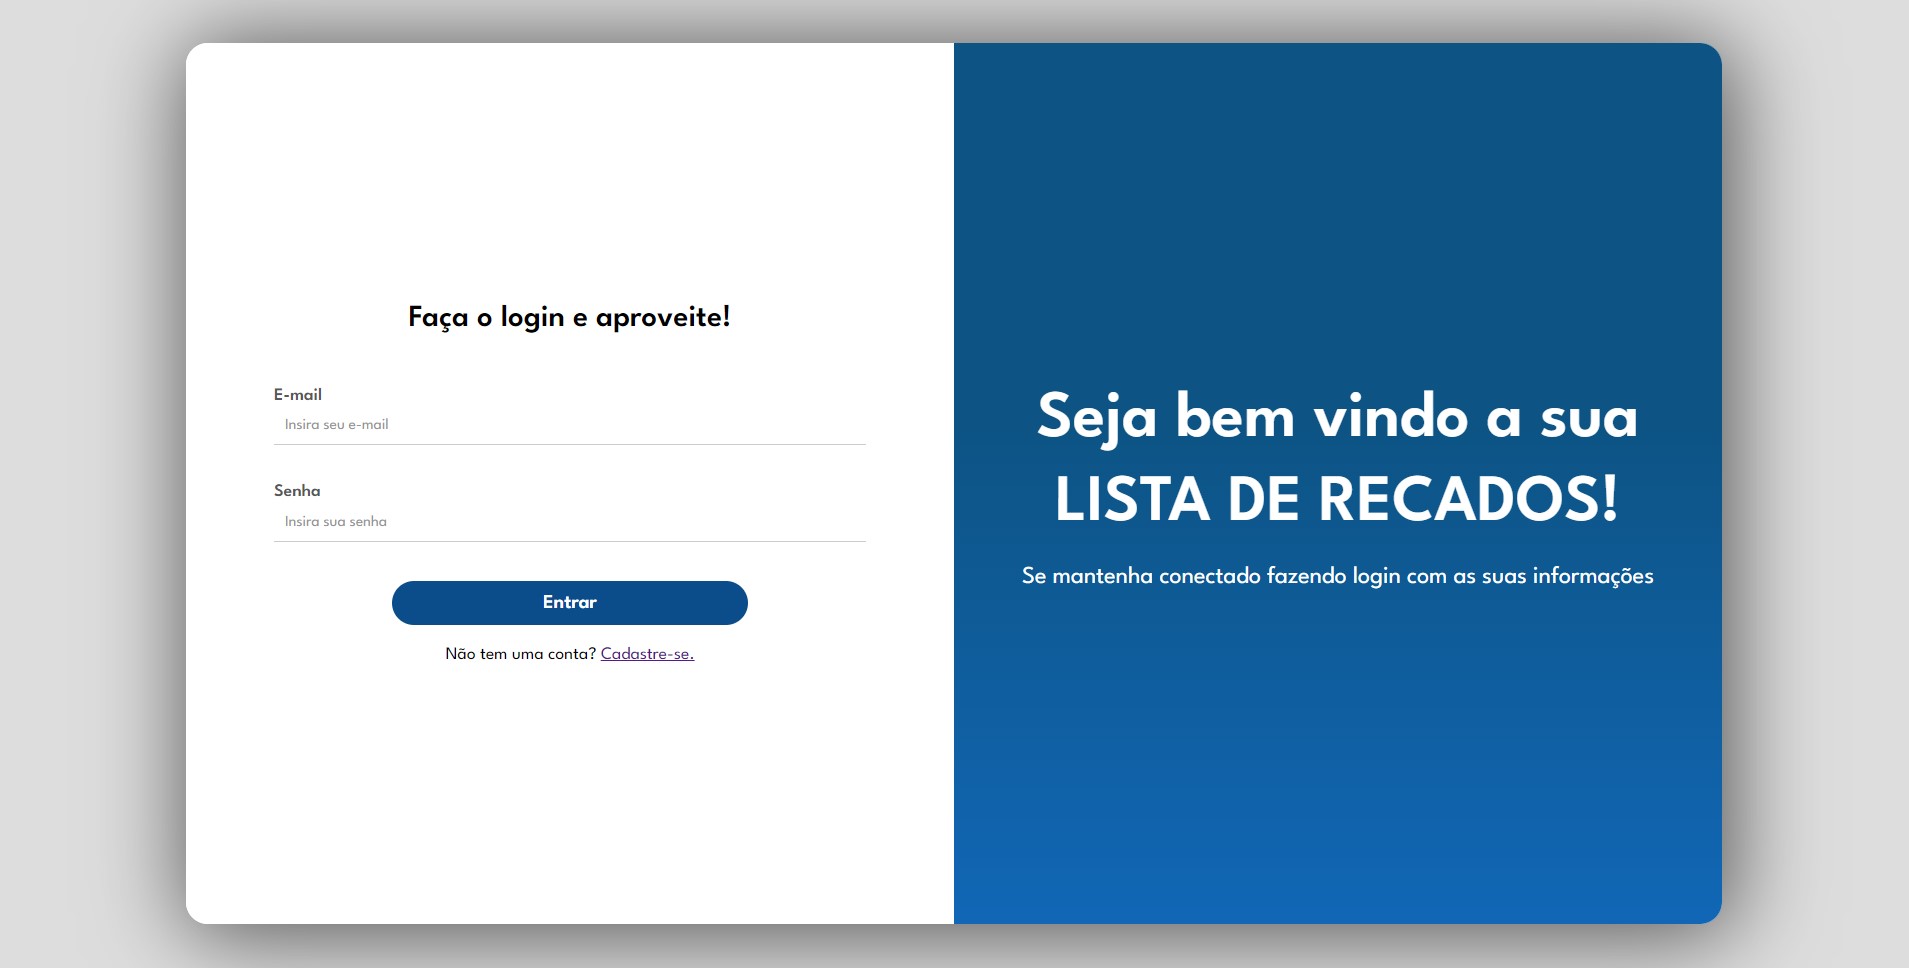 Faça o login e aproveite!
E-mail
Insira seu e-mail
Senha
Insira sua senha
Entrar
Não tem uma conta? Cadastre-se.
Seja bem vindo a sua
LISTA DE RECADOS!
Se mantenha conectado fazendo login com as suas informações